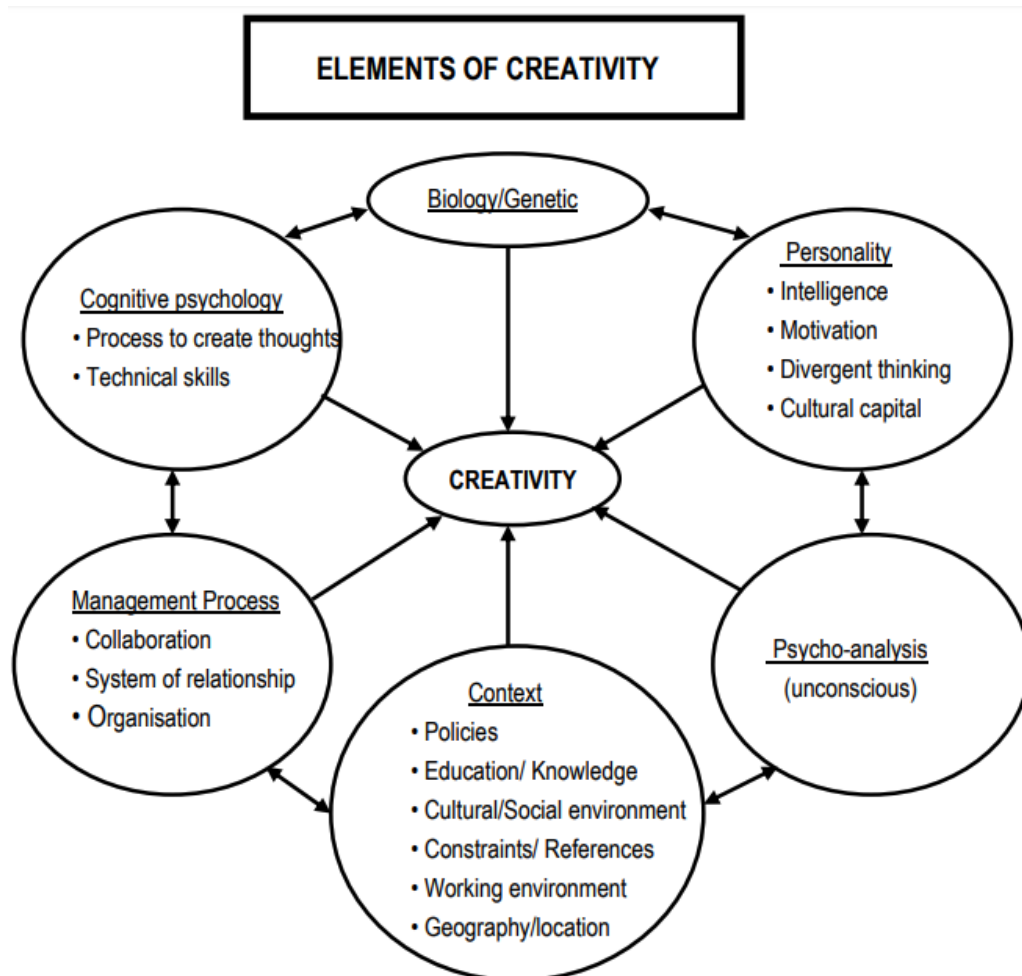 ELEMENTS OF CREATIVITY
Biology/Genetic
Cognitive psychology
• Process to create thoughts
• Technical skills
Personality
• Intelligence
• Motivation
• Divergent thinking
• Cultural capital
CREATIVITY
Management Process
• Collaboration
• System of relationship
• Organisation
Context
• Policies
• Education/ Knowledge
• Cultural/Social environment
• Constraints/ References
• Working environment
• Geography/location
Psycho-analysis
(unconscious)